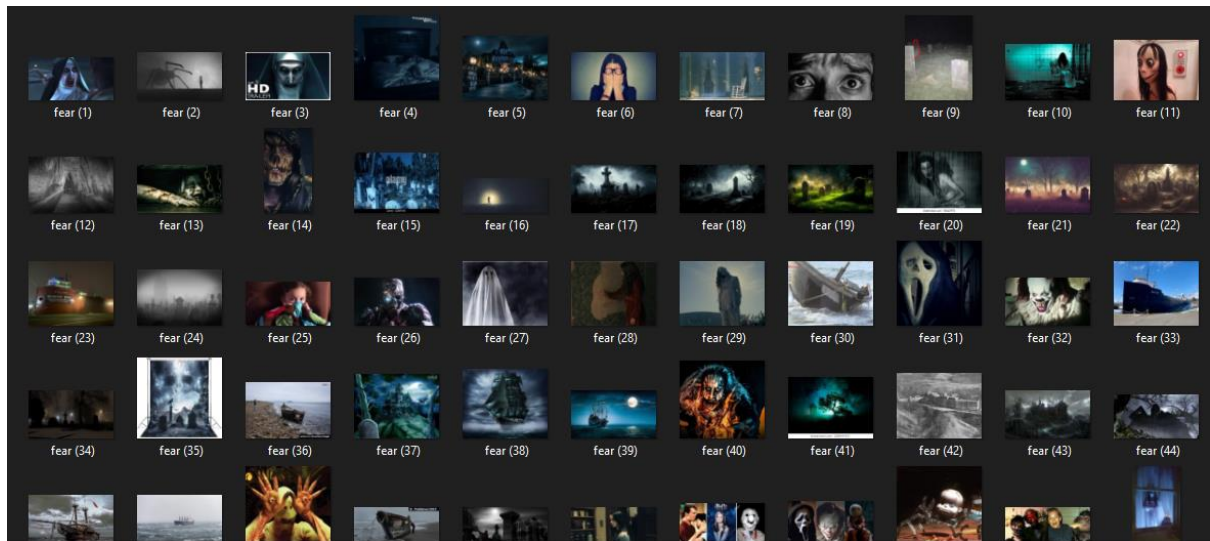 HD
TRAILER
fear (1) fear (2) fear (3) fear (4) fear (5) fear (6) fear (7) fear (8) fear (9) fear (10) fear (11)
fear (12) fear (13) fear (14) fear (15) fear (16) fear (17) fear (18) fear (19) fear (20) fear (21) fear (22)
fear (23) fear (24) fear (25) fear (26) fear (27) fear (28) fear (29) fear (30) fear (31) fear (32) fear (33)
fear (34) fear (35) fear (36) fear (37) fear (38) fear (39) fear (40) fear (41) fear (42) fear (43) fear (44)